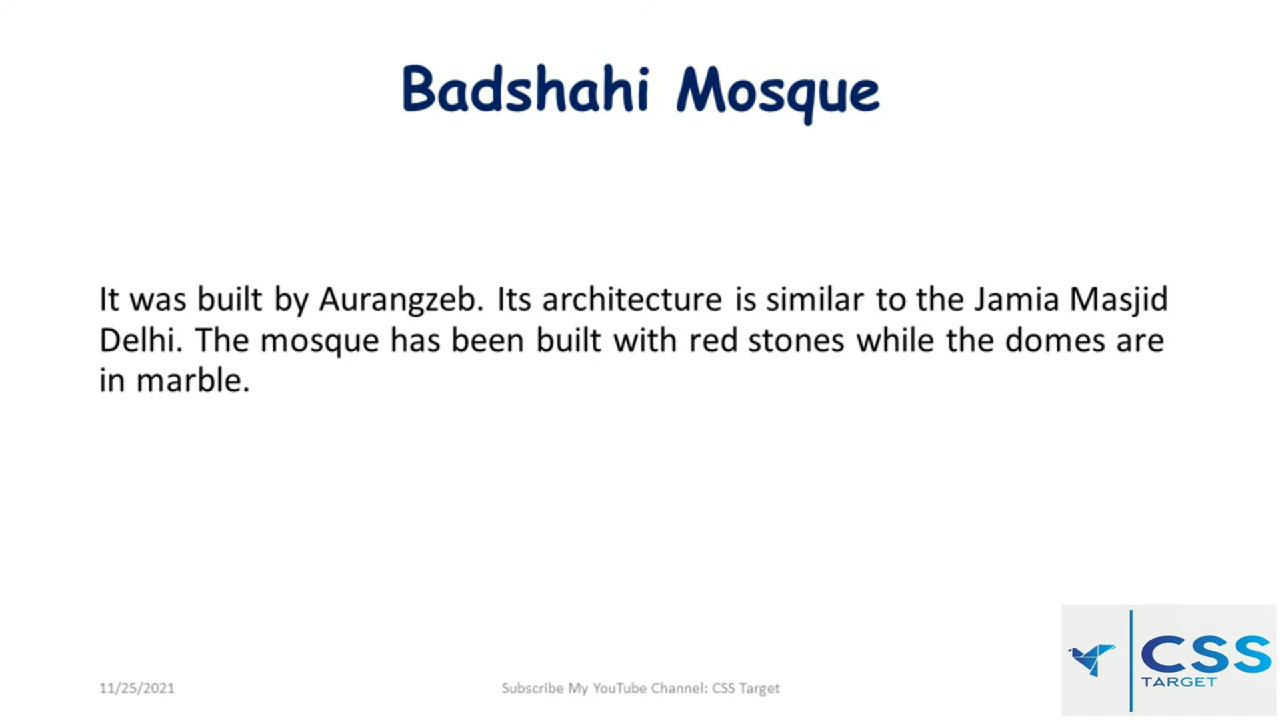 Badshahi Mosque
It was built by Aurangzeb. Its architecture is similar to the Jamia Masjid
Delhi. The mosque has been built with red stones while the domes are
in marble.
11/25/2021
Subscribe My YouTube Channel: CSS Target
CSS
TARGET